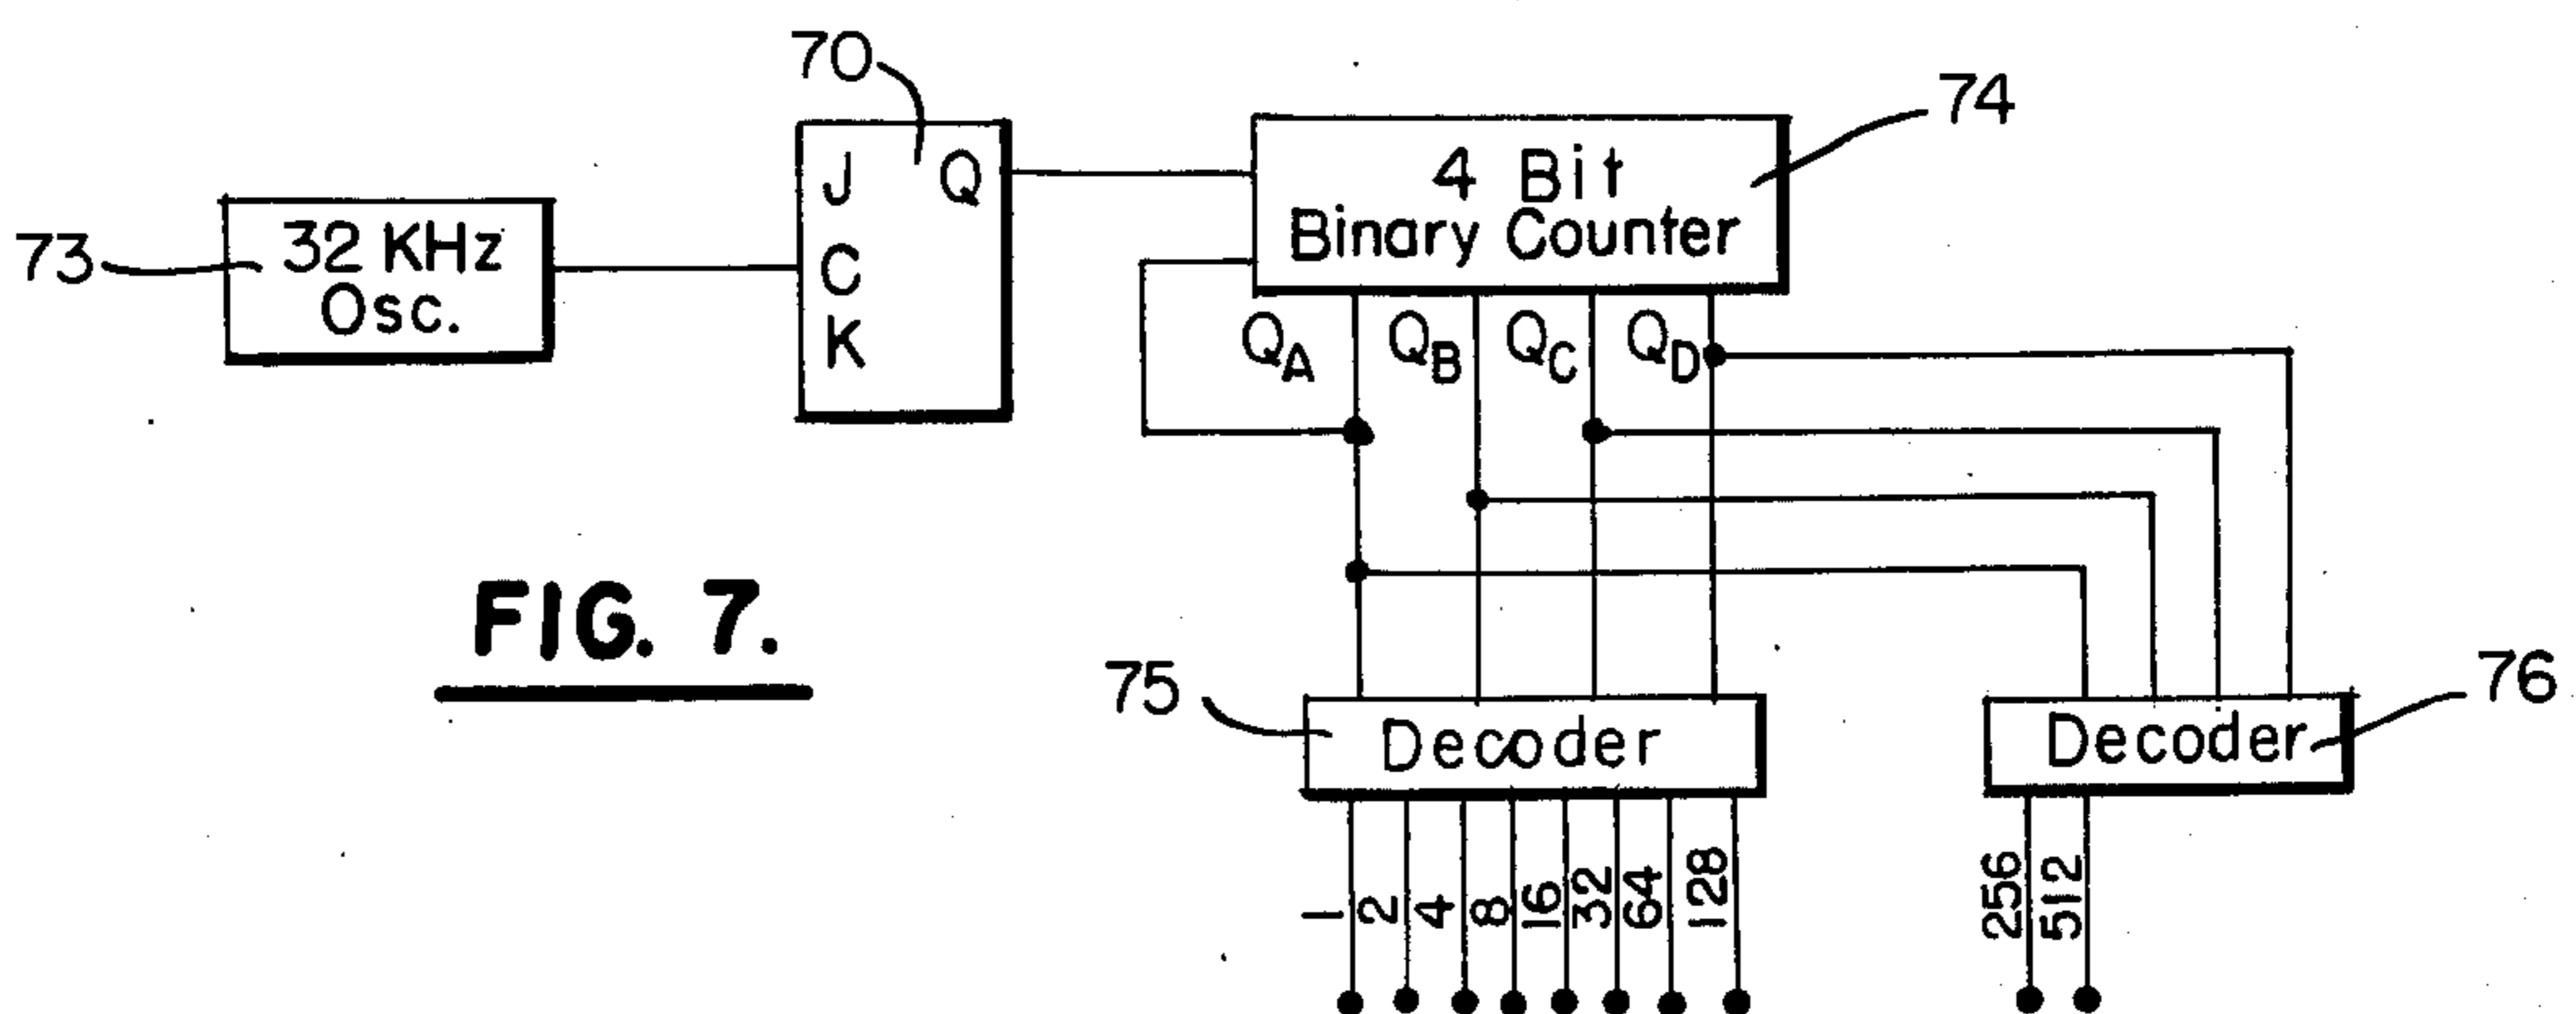 70
74
73
32 KHz
Osc.
J Q
C
K
4 Bit
Binary Counter
QA QB QC QD
FIG. 7.
75
Decoder
76
Decoder
1 2 4 8 16 32 64 128
256 512